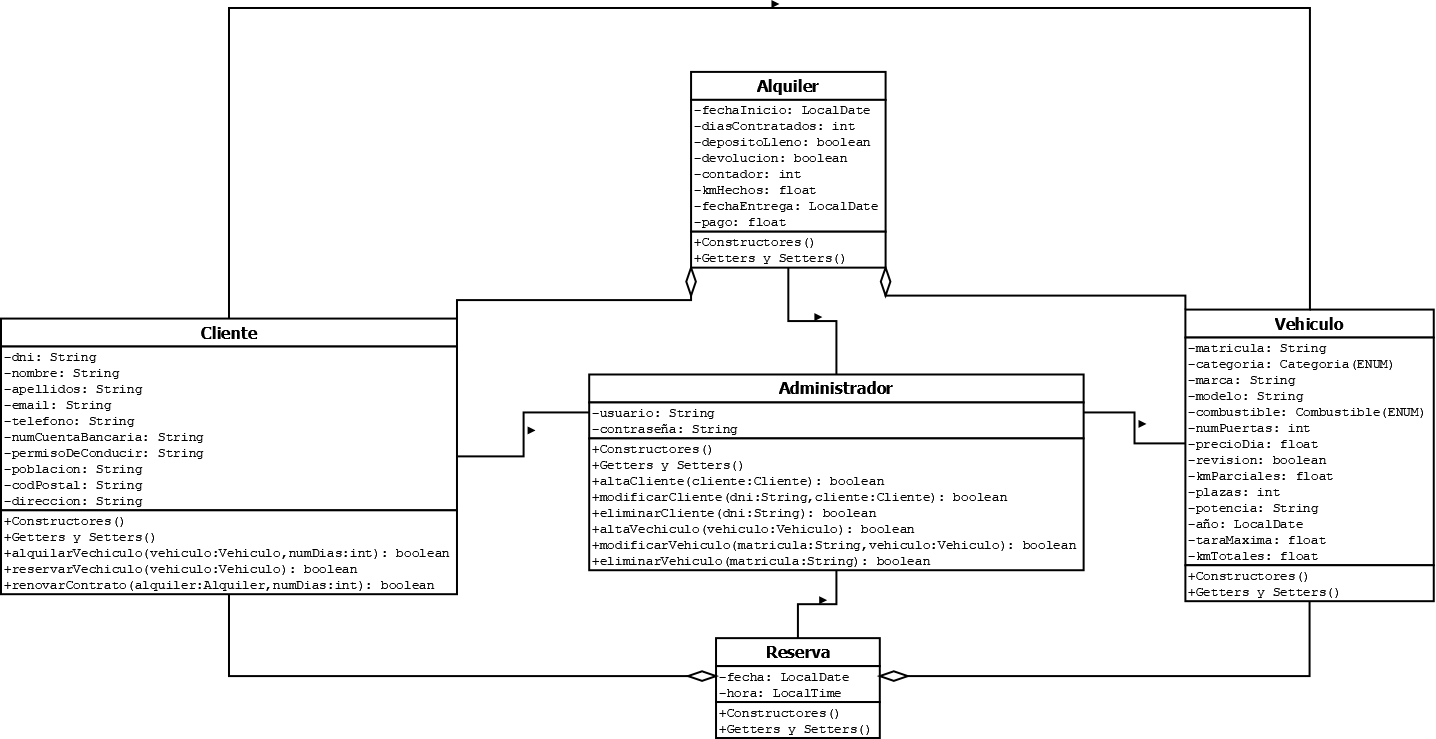 Alquiler
-fechaInicio: LocalDate
-diasContratados: int
-depositoLleno: boolean
-devolucion: boolean
-contador: int
-kmHechos: float
-fechaEntrega: LocalDate
-pago: float
+Constructores()
+Getters y Setters()
Cliente
-dni: String
-nombre: String
-apellidos: String
-email: String
-telefono: String
-numCuentaBancaria: String
-permisoDeConducir: String
-poblacion: String
-codPostal: String
-direccion: String
+Constructores()
+Getters y Setters()
+alquilarVechiculo(vehiculo:Vehiculo,numDias:int): boolean
+reservarVechiculo(vehiculo:Vehiculo): boolean
+renovarContrato(alquiler:Alquiler,numDias:int): boolean
Administrador
-usuario: String
-contraseña: String
+Constructores()
+Getters y Setters()
+altaCliente(cliente:Cliente): boolean
+modificarCliente(dni:String,cliente:Cliente): boolean
+eliminarCliente(dni:String): boolean
+altaVechiculo(vehiculo:Vehiculo): boolean
+modificarVehiculo(matricula:String,vehiculo:Vehiculo): boolean
+eliminarVehiculo(matricula:String): boolean
Vehiculo
-matricula: String
-categoria: Categoria(ENUM)
-marca: String
-modelo: String
-combustible: Combustible(ENUM)
-numPuertas: int
-precioDia: float
-revision: boolean
-kmParciales: float
-plazas: int
-potencia: String
-año: LocalDate
-taraMaxima: float
-kmTotales: float
+Constructores()
+Getters y Setters()
Reserva
-fecha: LocalDate
-hora: LocalTime
+Constructores()
+Getters y Setters()